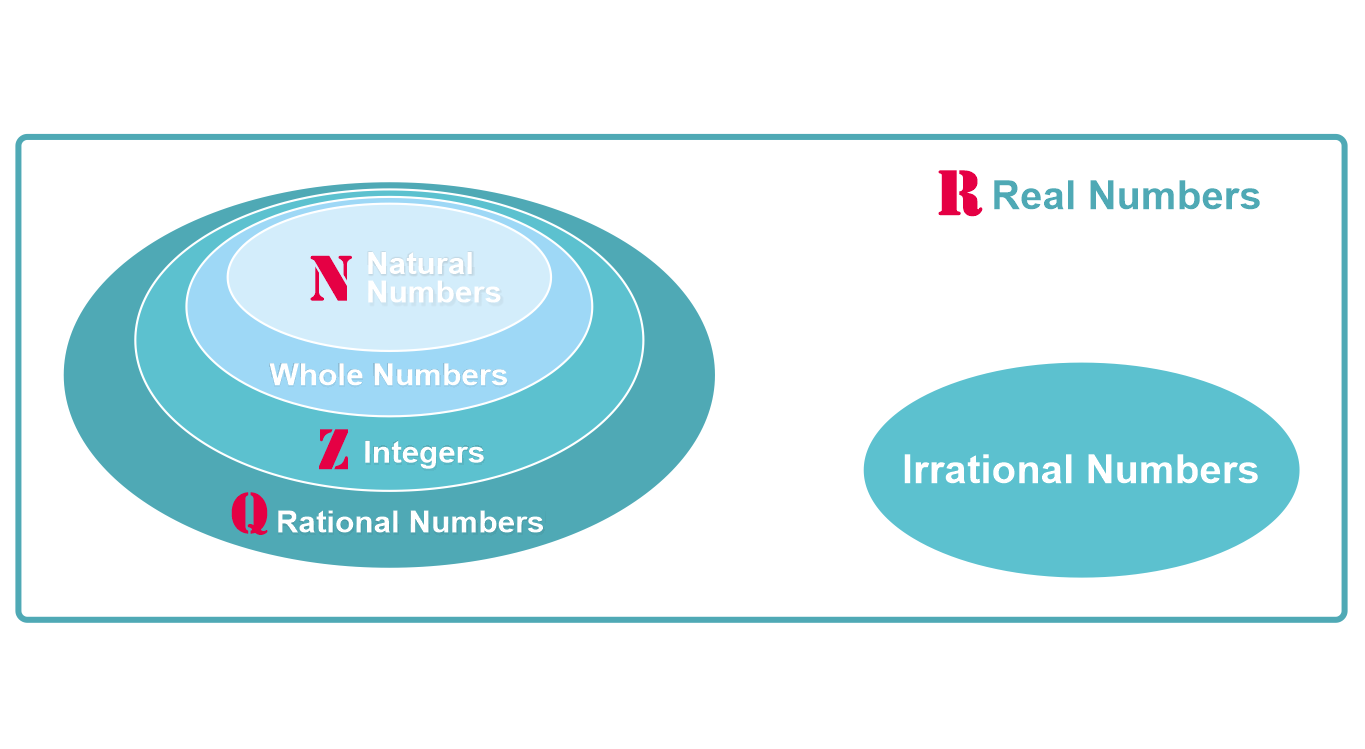 R Real Numbers
N Natural
Numbers
Whole Numbers
Z Integers
Q Rational Numbers
Irrational Numbers